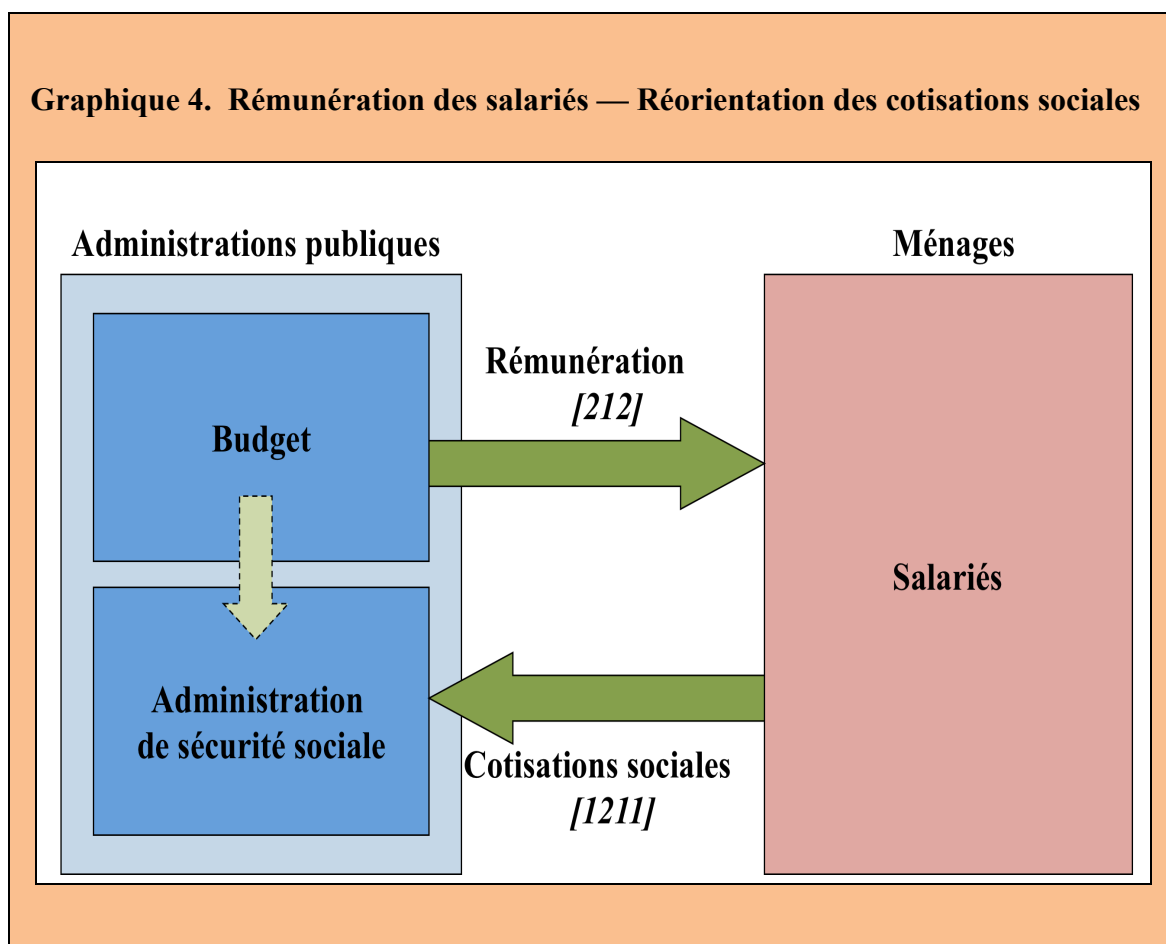 Graphique 4. Rémunération des salariés — Réorientation des cotisations sociales
Administrations publiques
Ménages
Rémunération
[212]
Budget
Salariés
Administration
de sécurité sociale
Cotisations sociales
[1211]